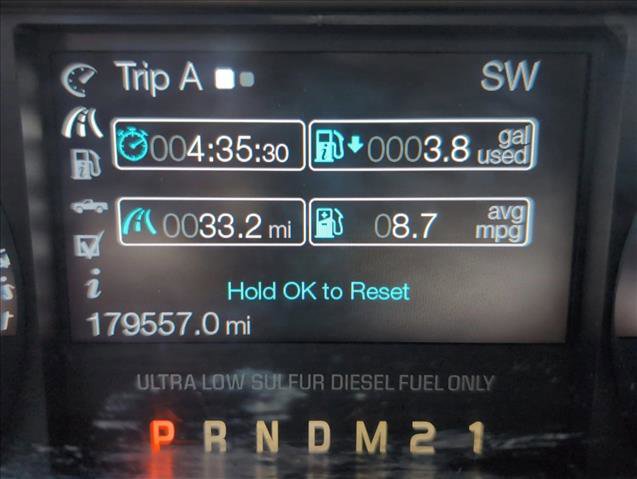 Trip A SW
004:35:30 0003.8 gal used
0033.2 mi 08.7 avg mpg
Hold OK to Reset
179557.0 mi
ULTRA LOW SULFUR DIESEL FUEL ONLY
P R N D M 2 1